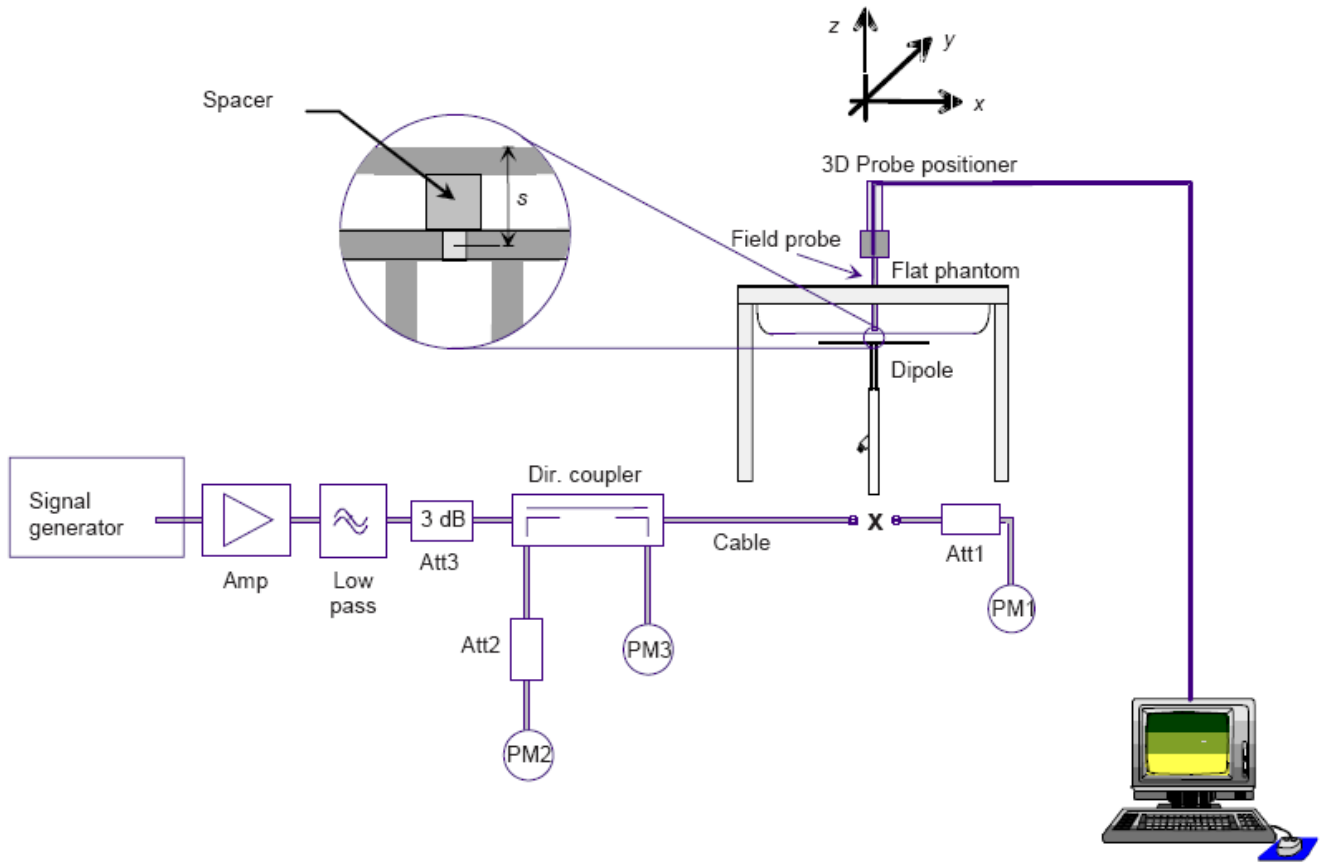 z
y
x
Spacer
s
3D Probe positioner
Field probe
Flat phantom
Dipole
Signal
generator
Amp
Low
pass
3 dB
Att3
Dir. coupler
Cable
X
Att1
PM1
Att2
PM3
PM2